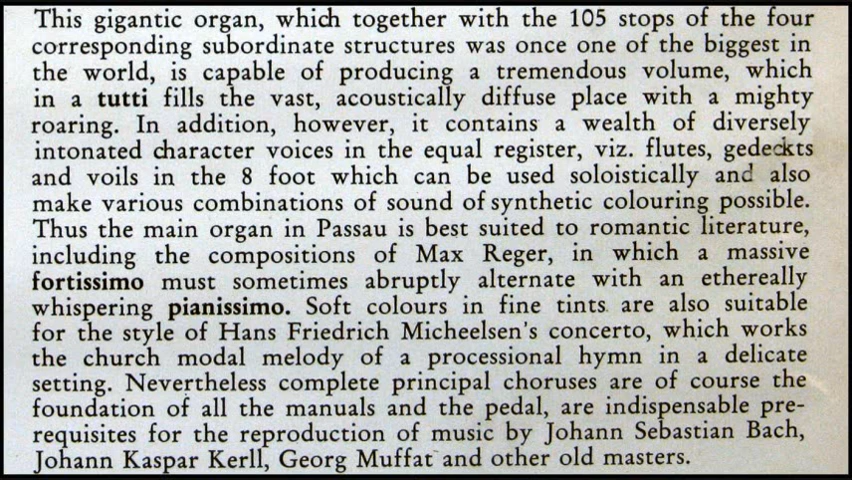 This gigantic organ, which together with the 105 stops of the four
corresponding subordinate structures was once one of the biggest in
the world, is capable of producing a tremendous volume, which
in a tutti fills the vast, acoustically diffuse place with a mighty
roaring. In addition, however, it contains a wealth of diversely
intonated character voices in the equal register, viz. flutes, gedeckts
and voils in the 8 foot which can be used soloistically and also
make various combinations of sound of synthetic colouring possible.
Thus the main organ in Passau is best suited to romantic literature,
including the compositions of Max Reger, in which a massive
fortissimo must sometimes abruptly alternate with an ethereally
whispering pianissimo. Soft colours in fine tints are also suitable
for the style of Hans Friedrich Micheelsen's concerto, which works
the church modal melody of a processional hymn in a delicate
setting. Nevertheless complete principal choruses are of course the
foundation of all the manuals and the pedal, are indispensable pre-
requisites for the reproduction of music by Johann Sebastian Bach,
Johann Kaspar Kerll, Georg Muffat and other old masters.